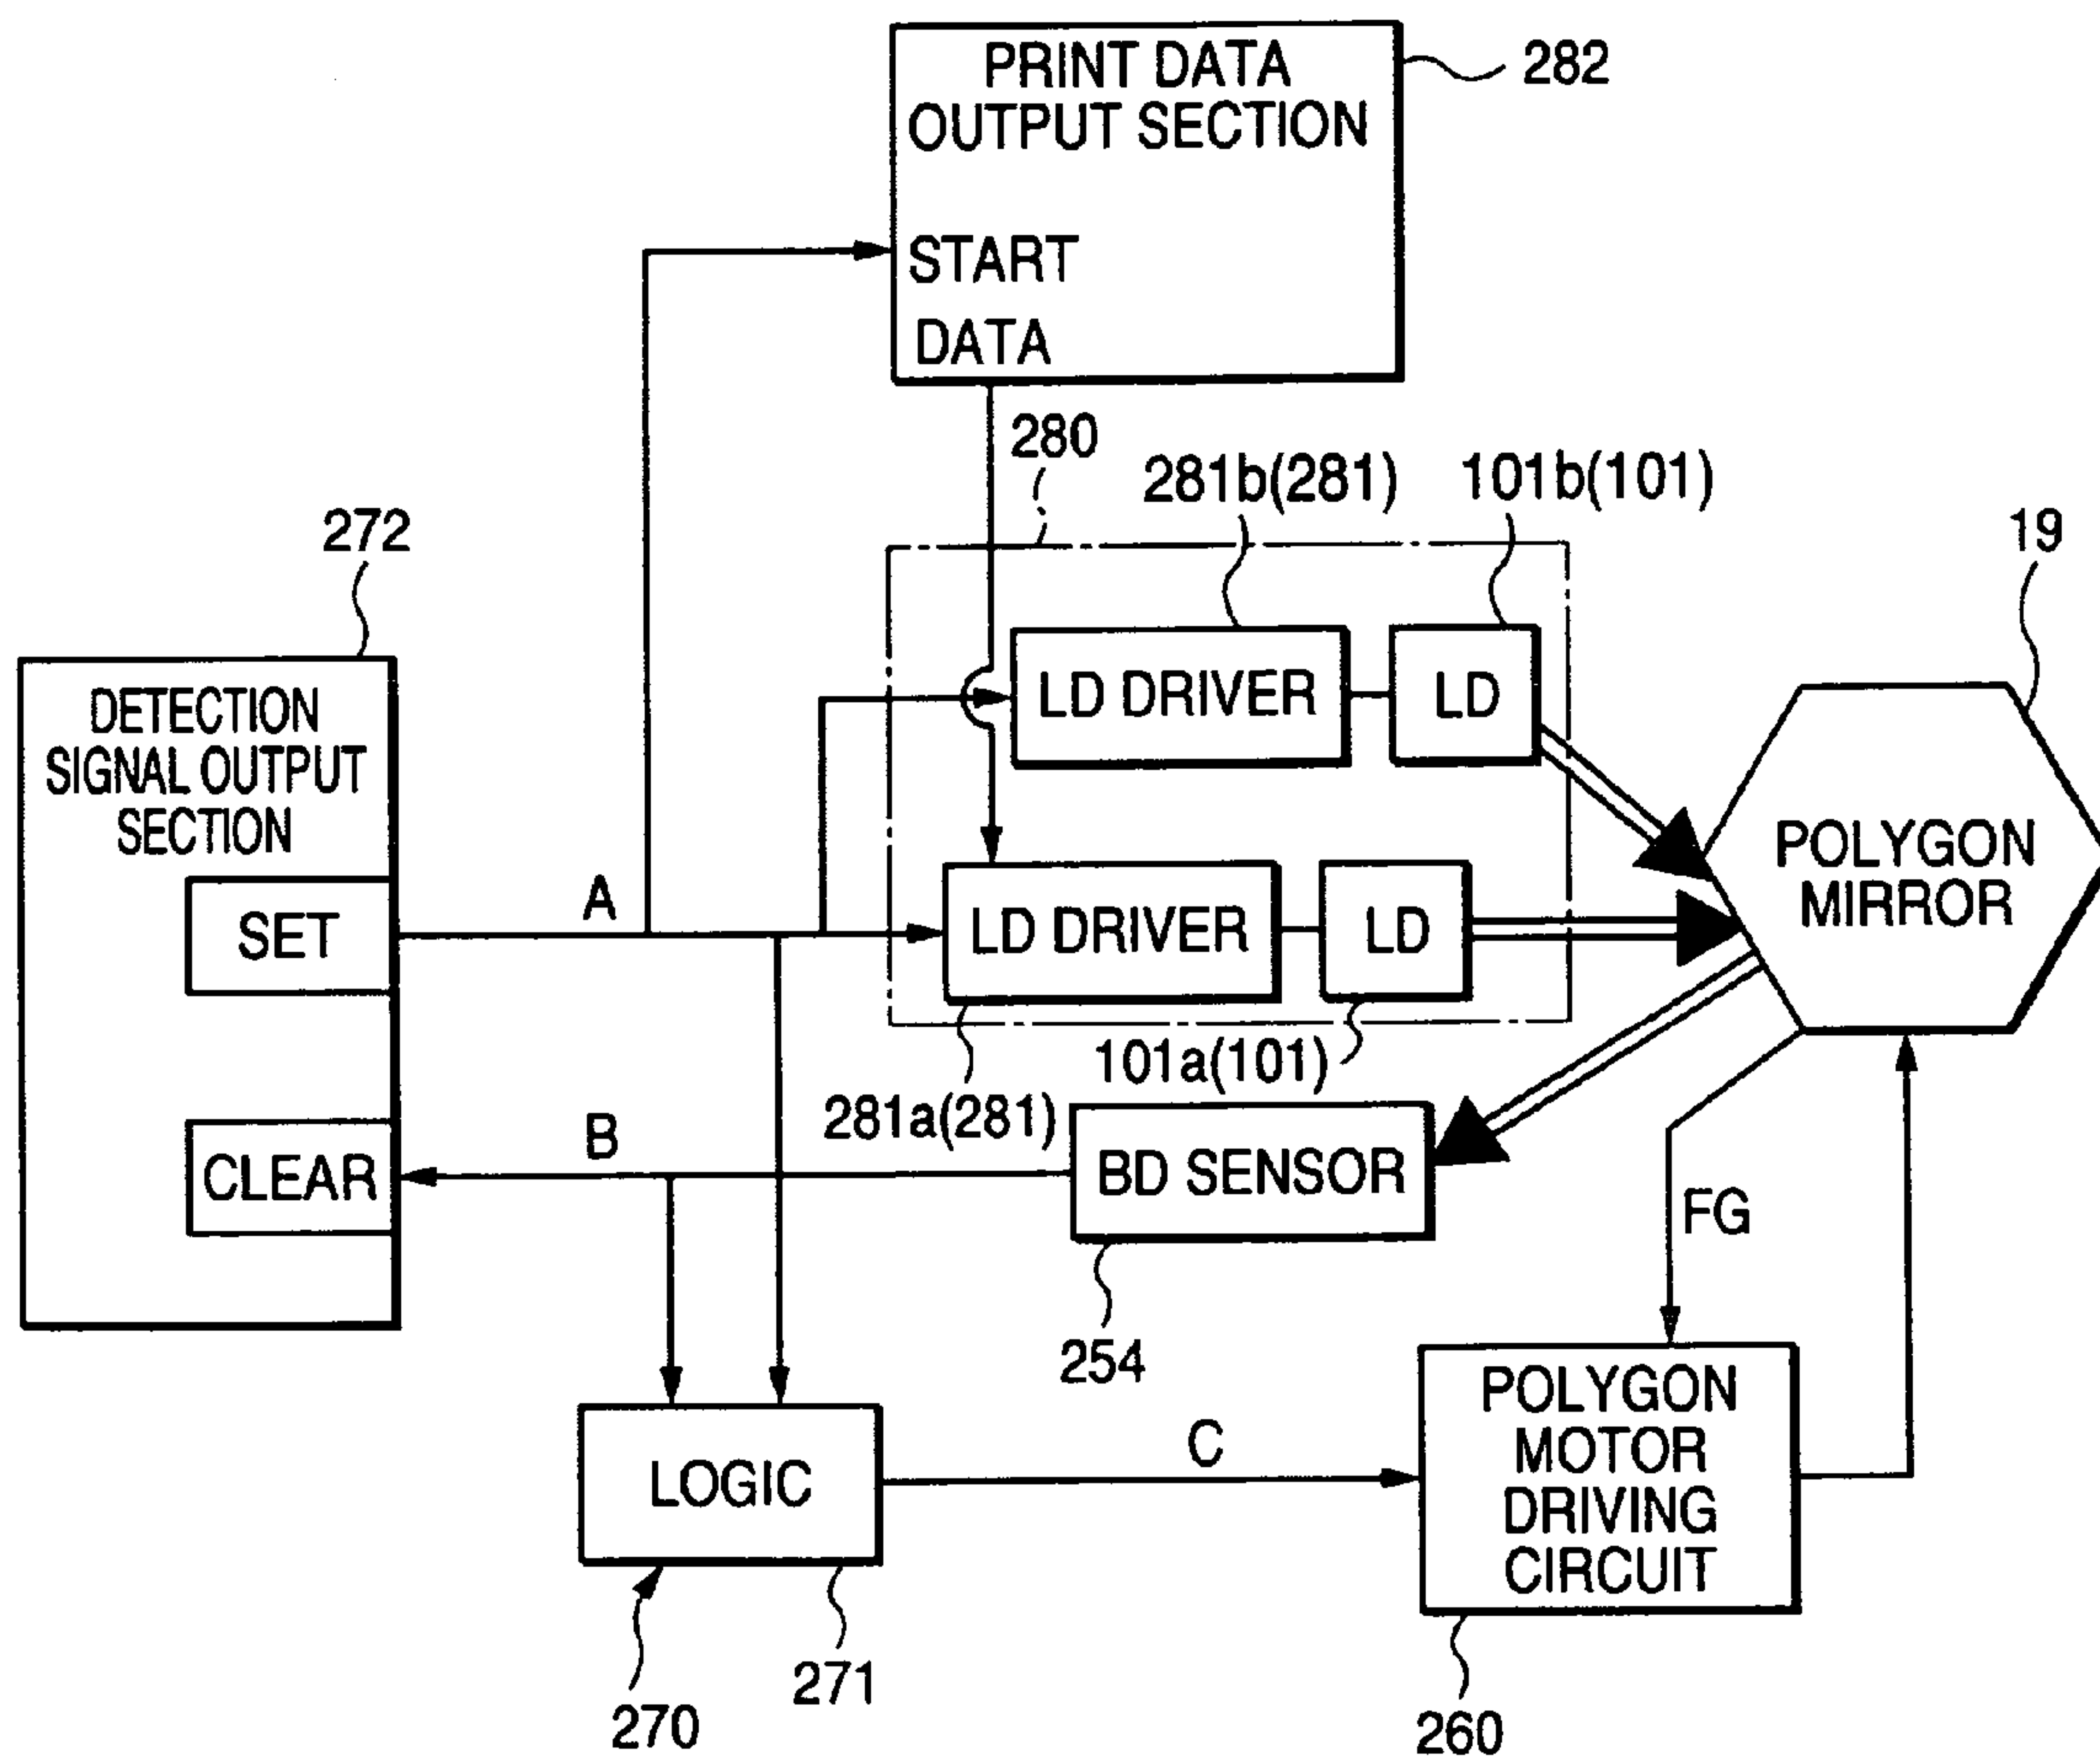 PRINT DATA
OUTPUT SECTION
START
DATA
282
280
281b(281)
101b(101)
19
272
DETECTION
SIGNAL OUTPUT
SECTION
SET
CLEAR
A
B
LD DRIVER
LD
LD DRIVER
LD
POLYGON
MIRROR
101a(101)
281a(281)
BD SENSOR
254
FG
LOGIC
270
271
C
POLYGON
MOTOR
DRIVING
CIRCUIT
260